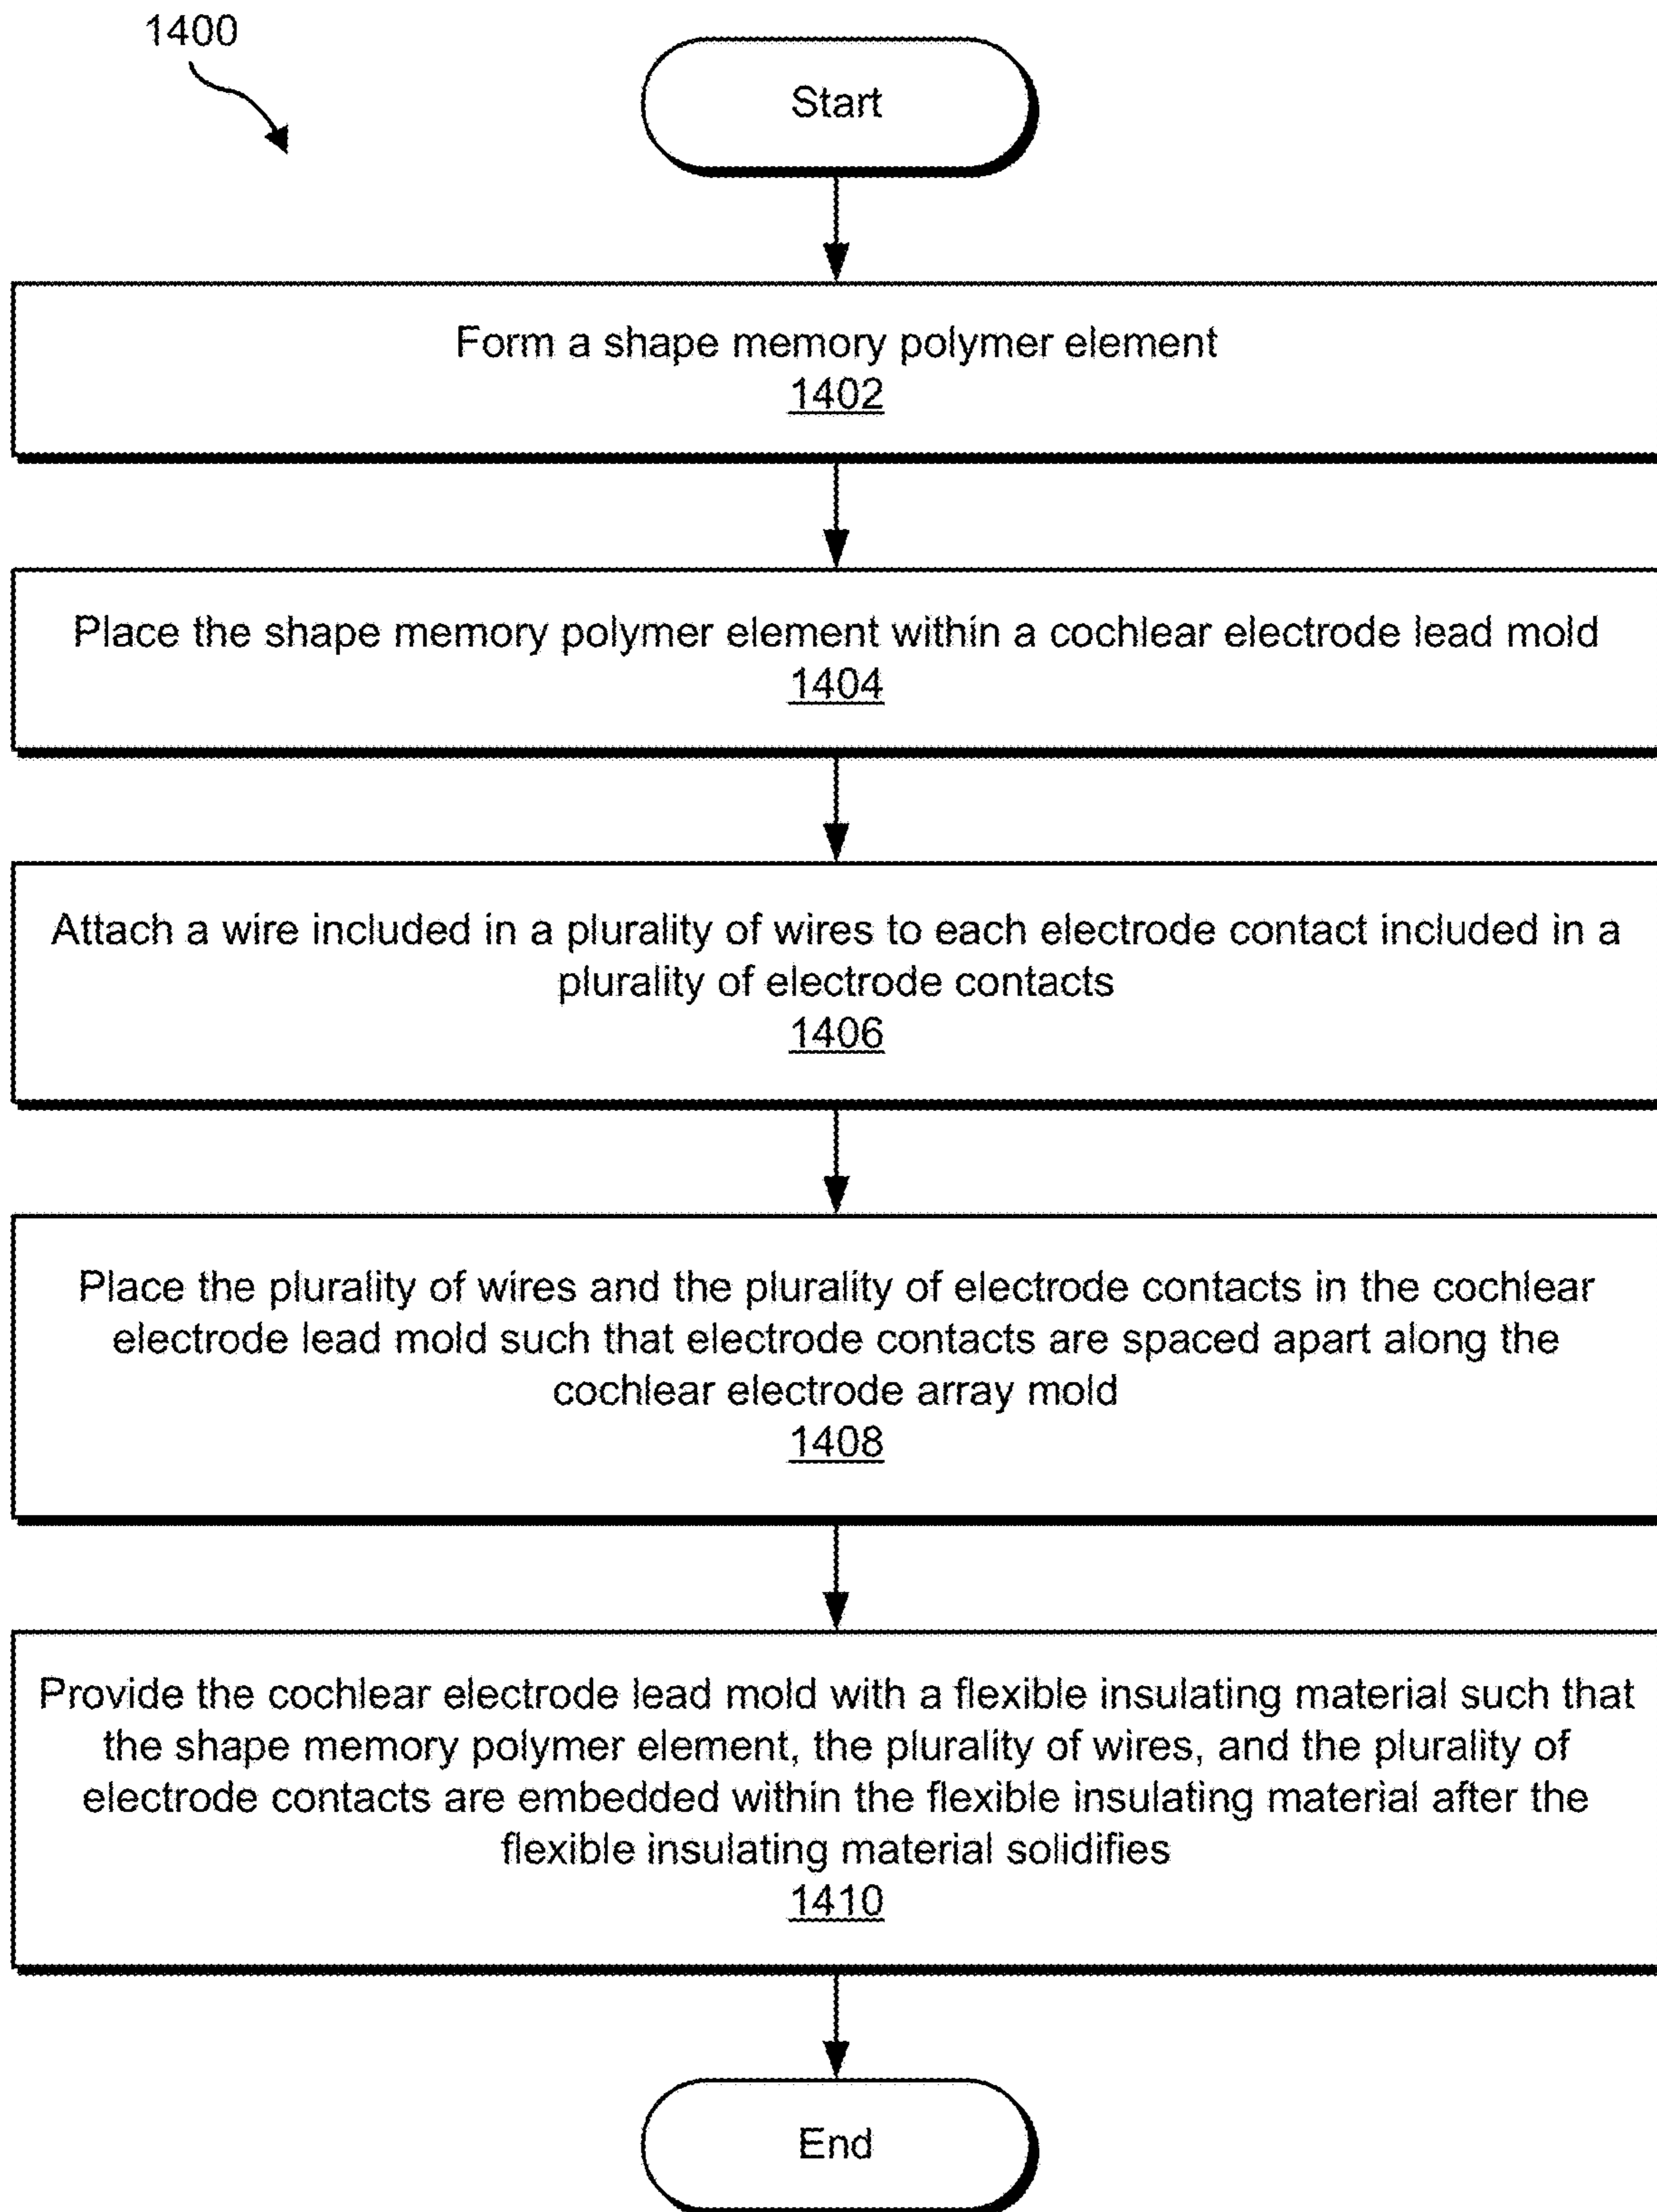 1400
Start
Form a shape memory polymer element
1402
Place the shape memory polymer element within a cochlear electrode lead mold
1404
Attach a wire included in a plurality of wires to each electrode contact included in a
plurality of electrode contacts
1406
Place the plurality of wires and the plurality of electrode contacts in the cochlear
electrode lead mold such that electrode contacts are spaced apart along the
cochlear electrode array mold
1408
Provide the cochlear electrode lead mold with a flexible insulating material such that
the shape memory polymer element, the plurality of wires, and the plurality of
electrode contacts are embedded within the flexible insulating material after the
flexible insulating material solidifies
1410
End